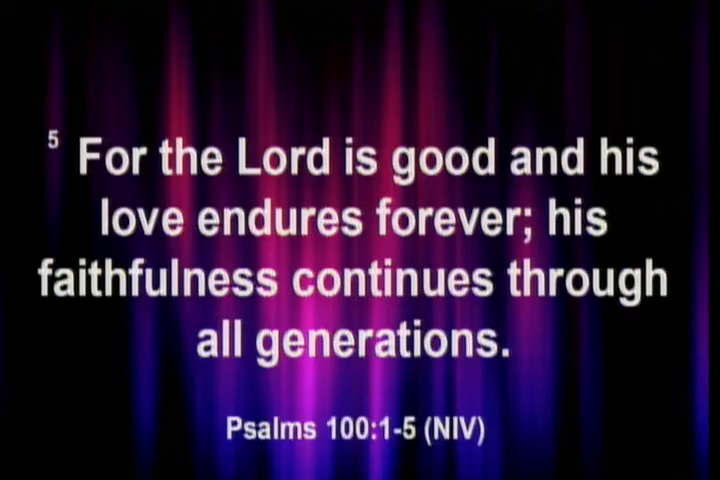 5 For the Lord is good and his
love endures forever; his
faithfulness continues through
all generations.
Psalms 100:1-5 (NIV)